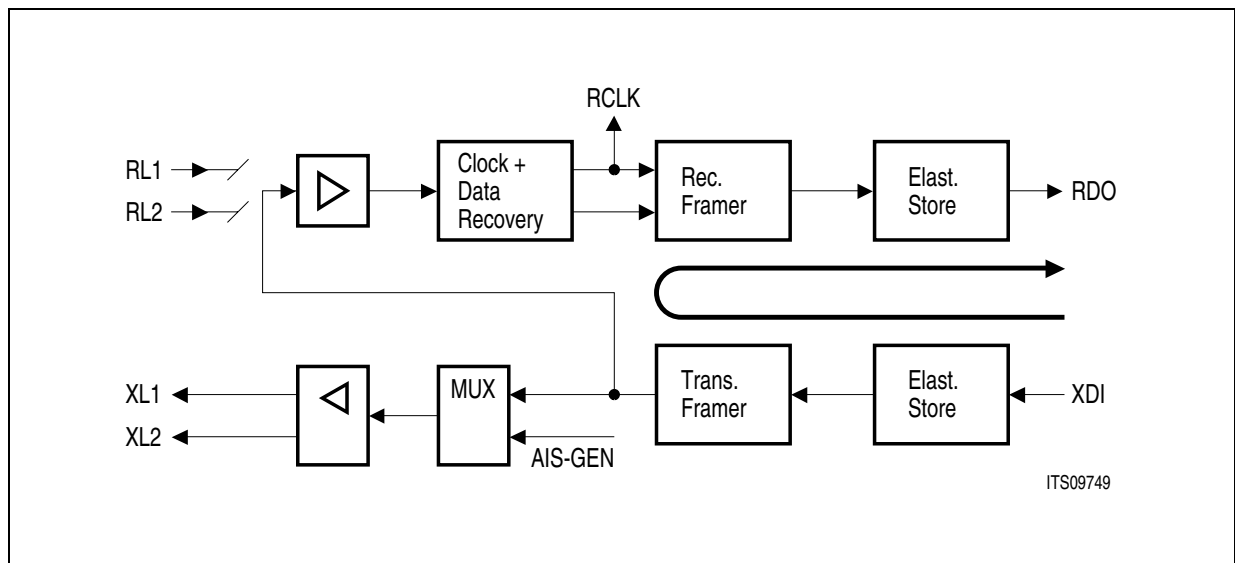 RCLK
RL1
RL2
Clock +
Data
Recovery
Rec.
Framer
Elast.
Store
RDO
XL1
XL2
MUX
AIS-GEN
Trans.
Framer
Elast.
Store
XDI
ITS09749